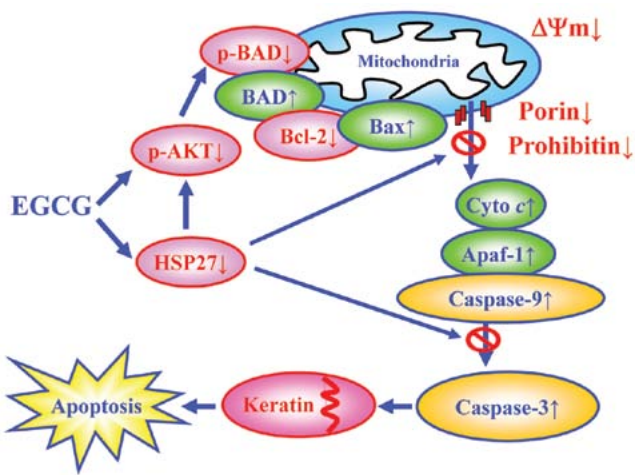 ΔΨm↓
p-BAD↓
Mitochondria
BAD↑
Bcl-2↓
Bax↑
Porin↓
Prohibitin↓
p-AKT↓
EGCG
Cyto c↑
Apaf-1↑
HSP27↓
Caspase-9↑
Apoptosis
Keratin
Caspase-3↑